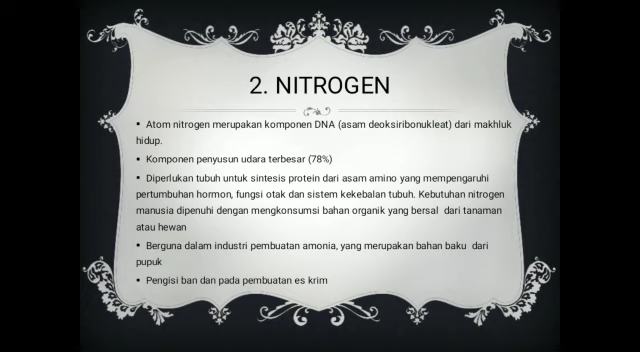 2. NITROGEN
▪ Atom nitrogen merupakan komponen DNA (asam deoksiribonukleat) dari makhluk
hidup.
▪ Komponen penyusun udara terbesar (78%)
▪ Diperlukan tubuh untuk sintesis protein dari asam amino yang mempengaruhi
pertumbuhan hormon, fungsi otak dan sistem kekebalan tubuh. Kebutuhan nitrogen
manusia dipenuhi dengan mengkonsumsi bahan organik yang bersal dari tanaman
atau hewan
▪ Berguna dalam industri pembuatan amonia, yang merupakan bahan baku dari
pupuk
▪ Pengisi ban dan pada pembuatan es krim